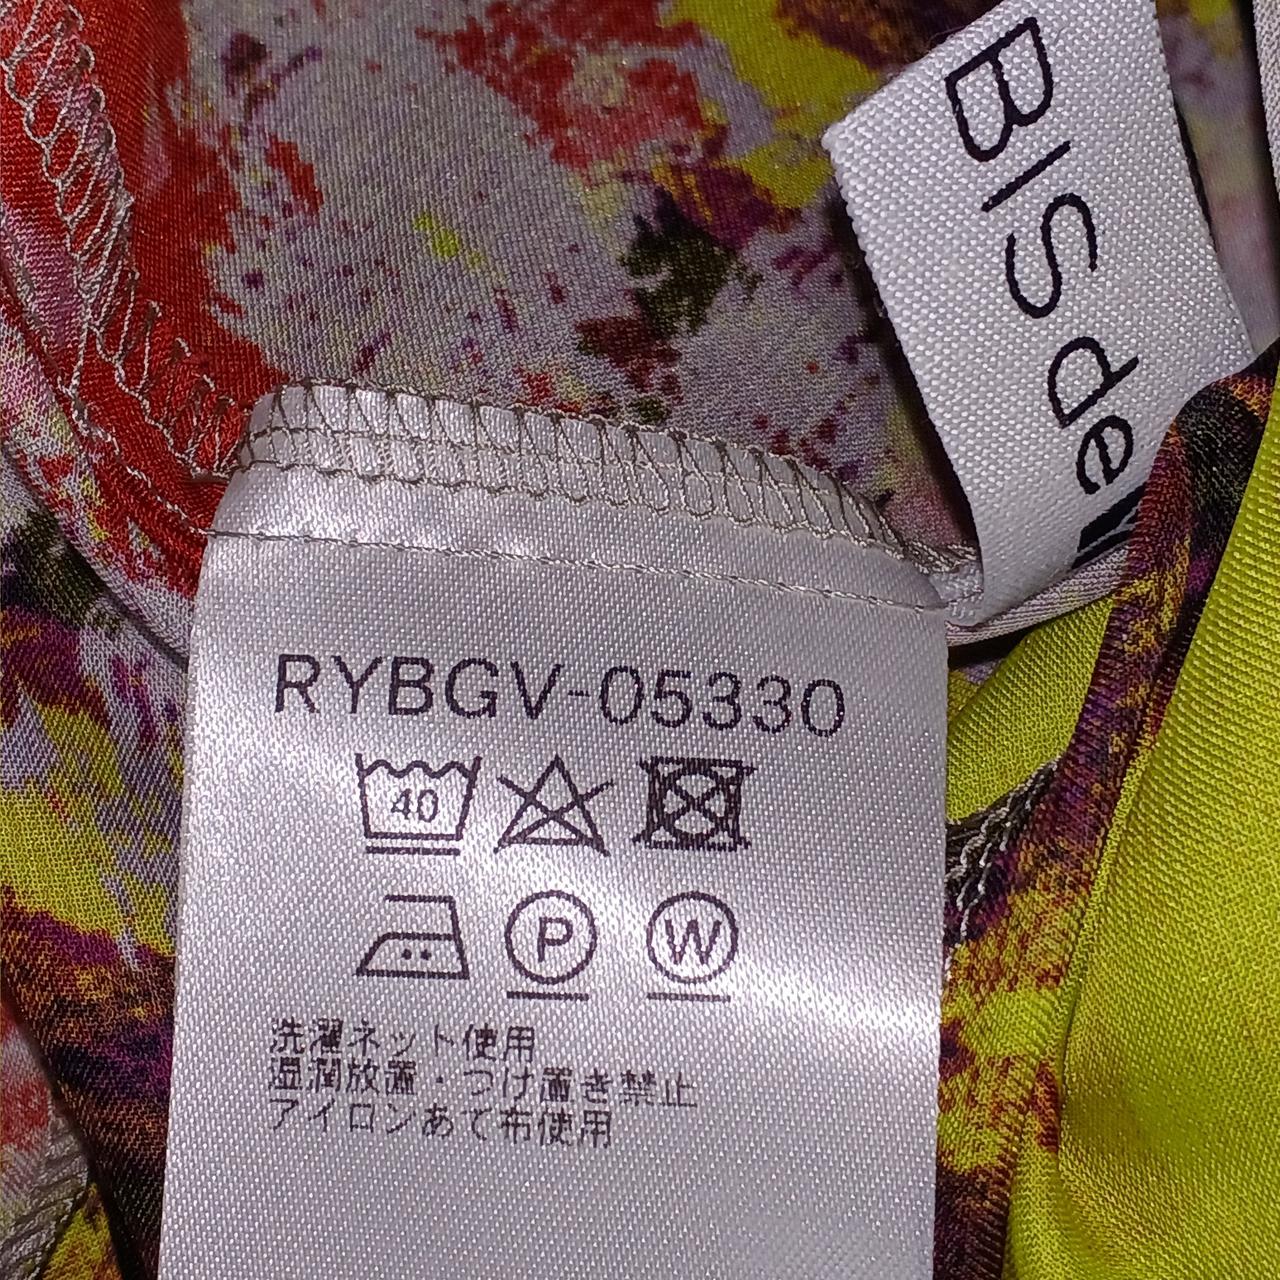 B|S de
RYBGV-05330
40
P W
洗濯ネット使用
湿潤放置・つけ置き禁止
アイロンあて布使用